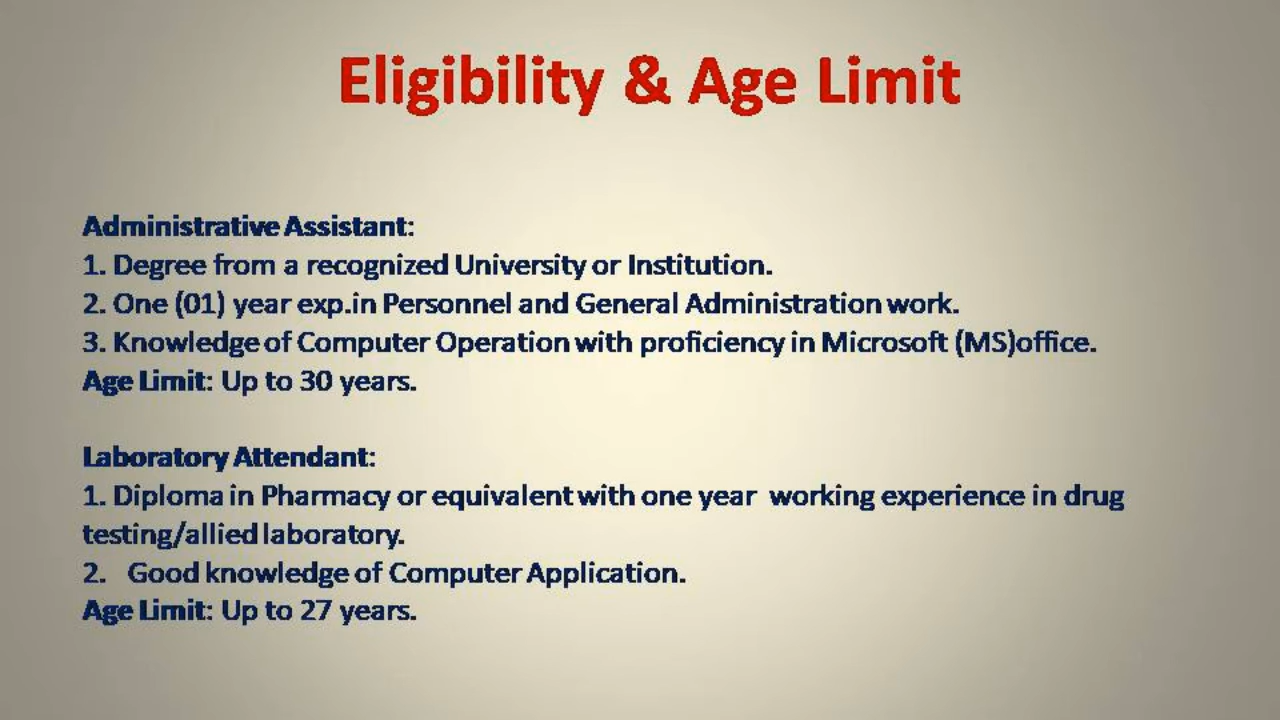 Eligibility & Age Limit
Administrative Assistant:
1. Degree from a recognized University or Institution.
2. One (01) year exp.in Personnel and General Administration work.
3. Knowledge of Computer Operation with proficiency in Microsoft (MS)office.
Age Limit: Up to 30 years.
Laboratory Attendant:
1. Diploma in Pharmacy or equivalent with one year  working experience in drug
testing/allied laboratory.
2.   Good knowledge of Computer Application.
Age Limit: Up to 27 years.